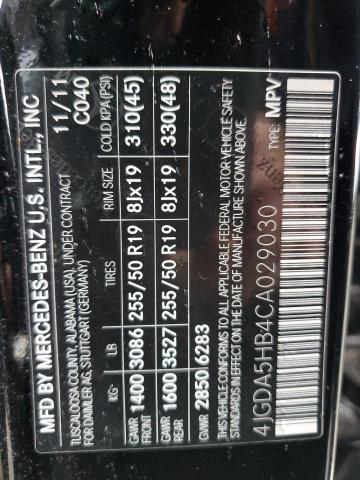 MFD BY MERCEDES-BENZ U.S. INTL., INC
TUSCALOOSA COUNTY, ALABAMA (USA), UNDER CONTRACT 11/11
FOR DAIMLER AG, STUTTGART (GERMANY) C040
KG LB TIRES RIM SIZE COLD KPA(PSI)
GAWR FRONT 1400 3086 255/50 R19 8Jx19 310(45)
GAWR REAR 1600 3527 255/50 R19 8Jx19 330(48)
GVWR 2850 6283
THIS VEHICLE CONFORMS TO ALL APPLICABLE FEDERAL MOTOR VEHICLE SAFETY
STANDARDS IN EFFECT ON THE DATE OF MANUFACTURE SHOWN ABOVE.
4JGDA5HB4CA029030 TYPE: MPV